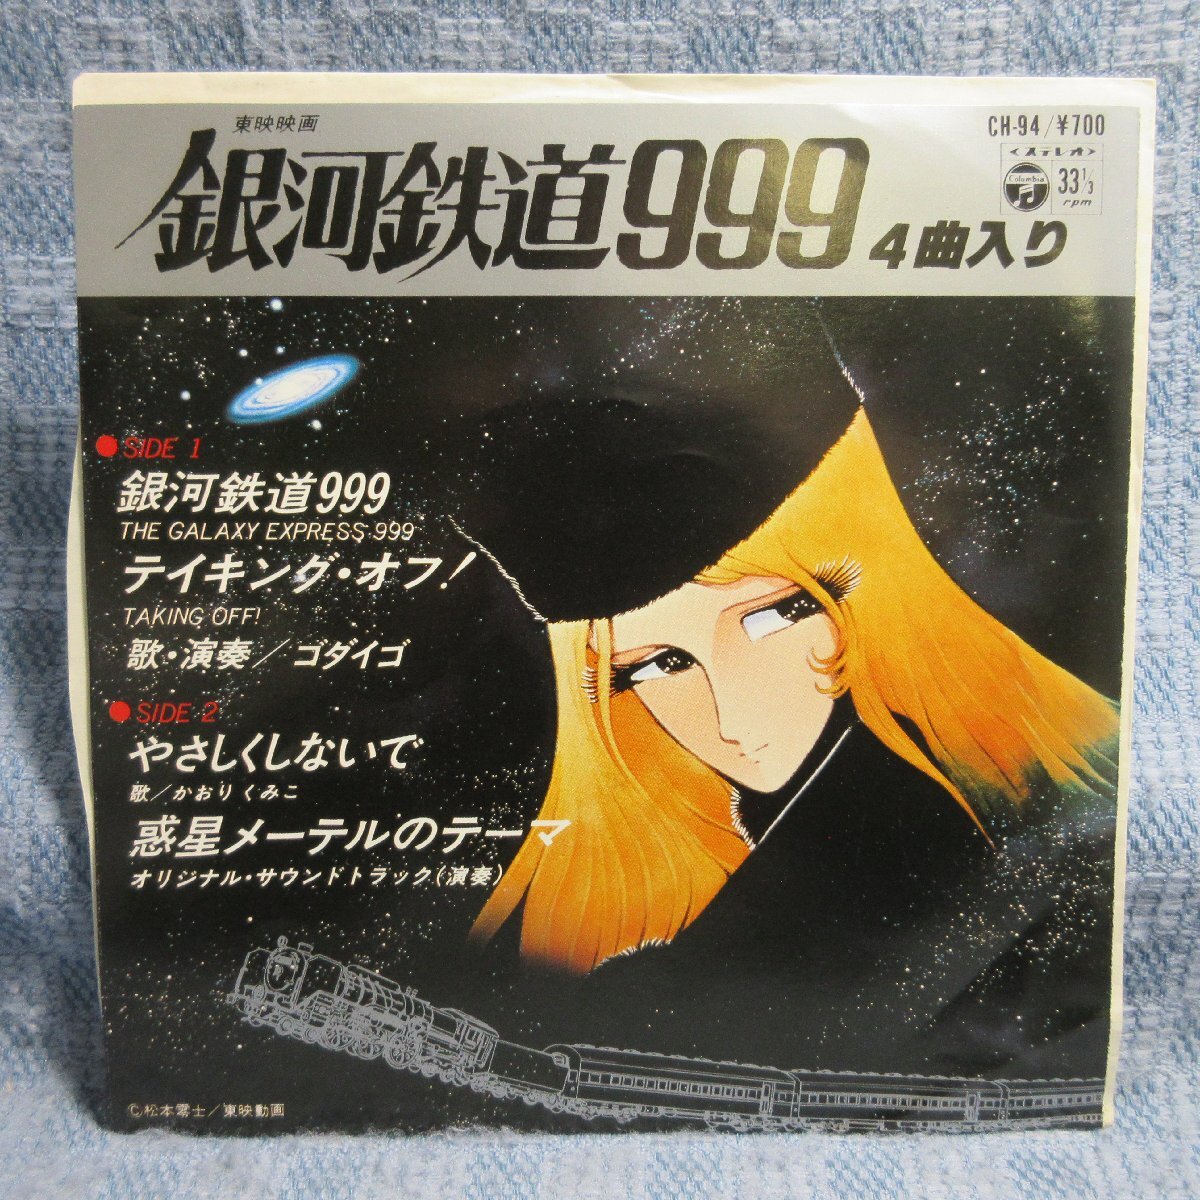 東映映画
銀河鉄道999
4曲入り
CH-94/¥700
<ステレオ>
Columbia
33 1/3
rpm
●SIDE 1
銀河鉄道999
THE GALAXY EXPRESS 999
テイキング・オフ!
TAKING OFF!
歌・演奏/ゴダイゴ
●SIDE 2
やさしくしないで
歌/かおりくみこ
惑星メーテルのテーマ
オリジナル・サウンドトラック(演奏)
©松本零士/東映動画